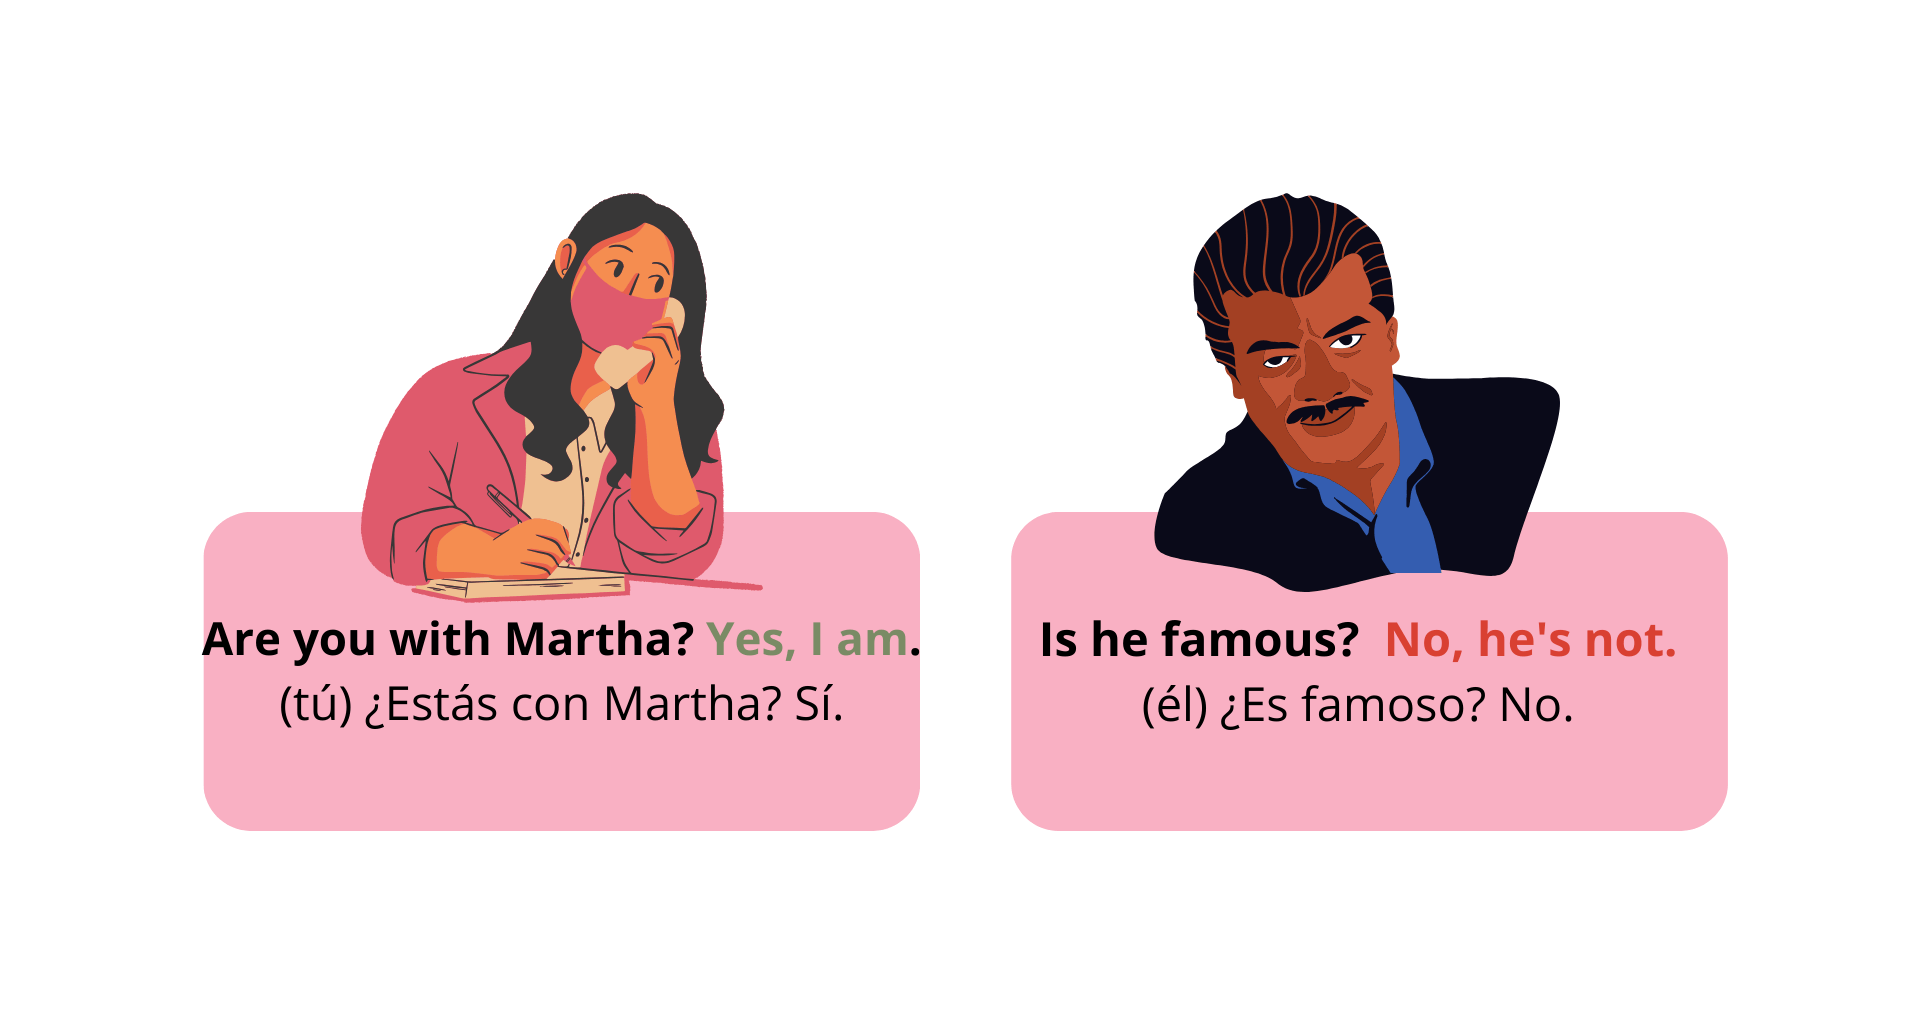 Are you with Martha? Yes, I am.
(tú) ¿Estás con Martha? Sí.
Is he famous?  No, he's not.
(él) ¿Es famoso? No.